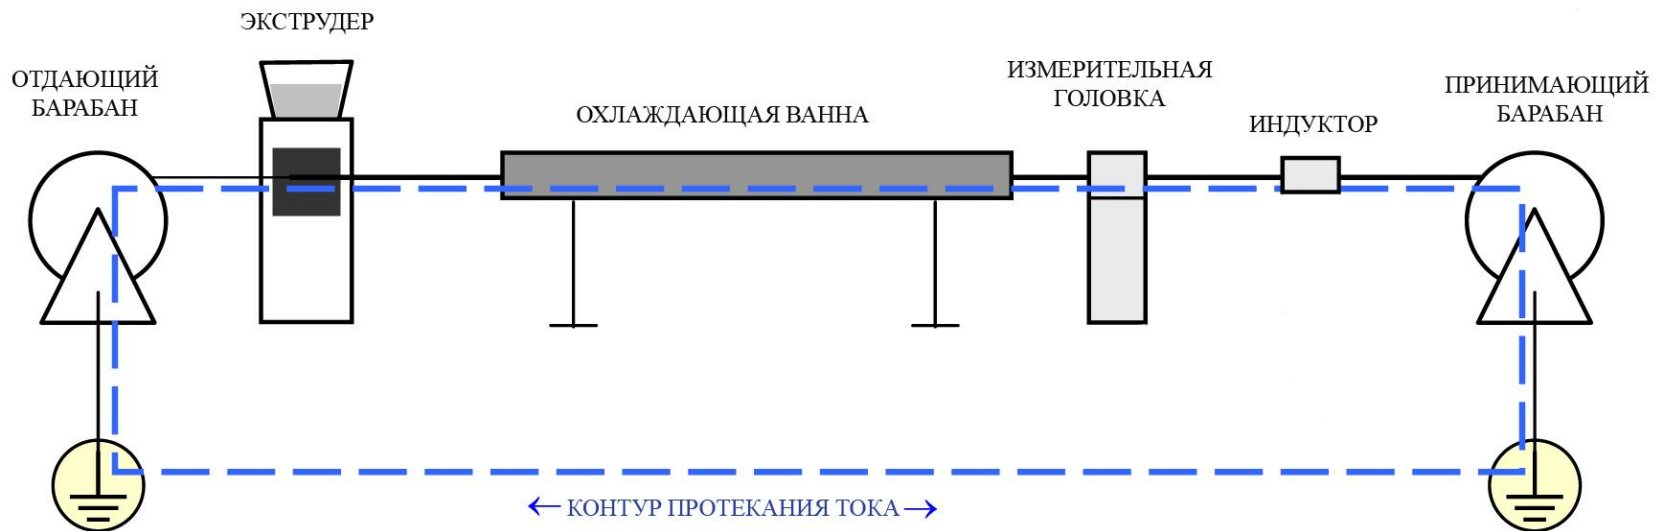 ЭКСТРУДЕР
ОТДАЮЩИЙ
БАРАБАН
ОХЛАЖДАЮЩАЯ ВАННА
ИЗМЕРИТЕЛЬНАЯ
ГОЛОВКА
ИНДУКТОР
ПРИНИМАЮЩИЙ
БАРАБАН
← КОНТУР ПРОТЕКАНИЯ ТОКА →